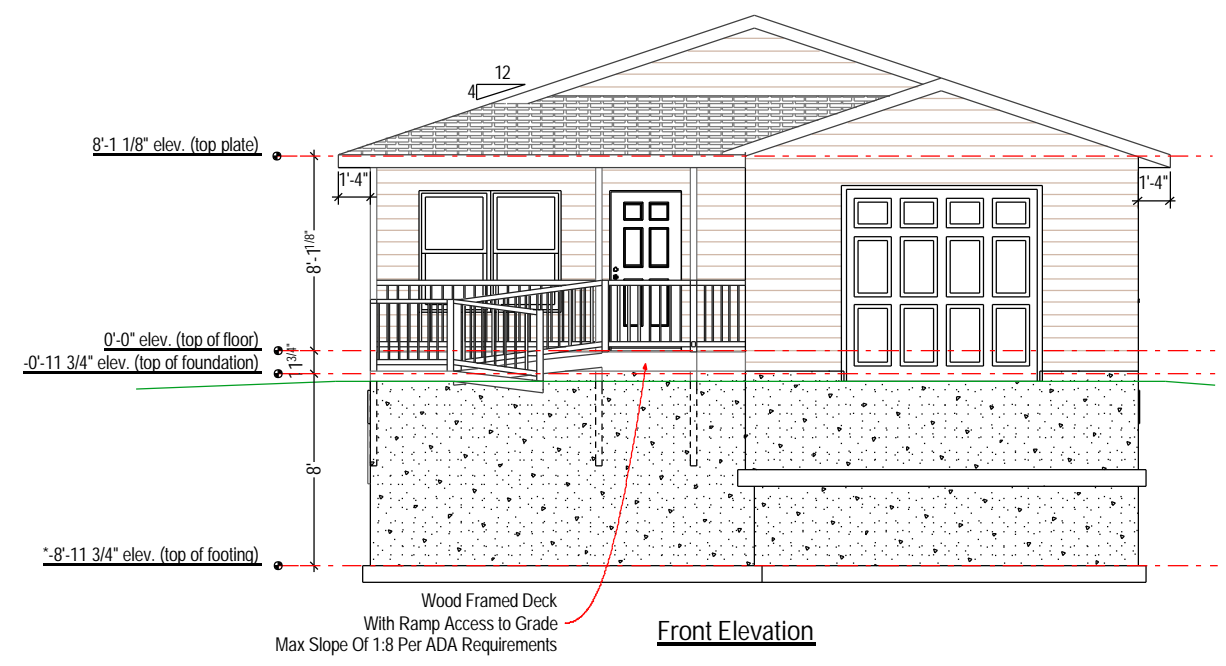 12
4
8'-1 1/8" elev. (top plate)
1'-4"
1'-4"
8'-1 1/8"
0'-0" elev. (top of floor)
-0'-11 3/4" elev. (top of foundation)
11 3/4"
8'
*-8'-11 3/4" elev. (top of footing)
Wood Framed Deck
With Ramp Access to Grade
Max Slope Of 1:8 Per ADA Requirements
Front Elevation